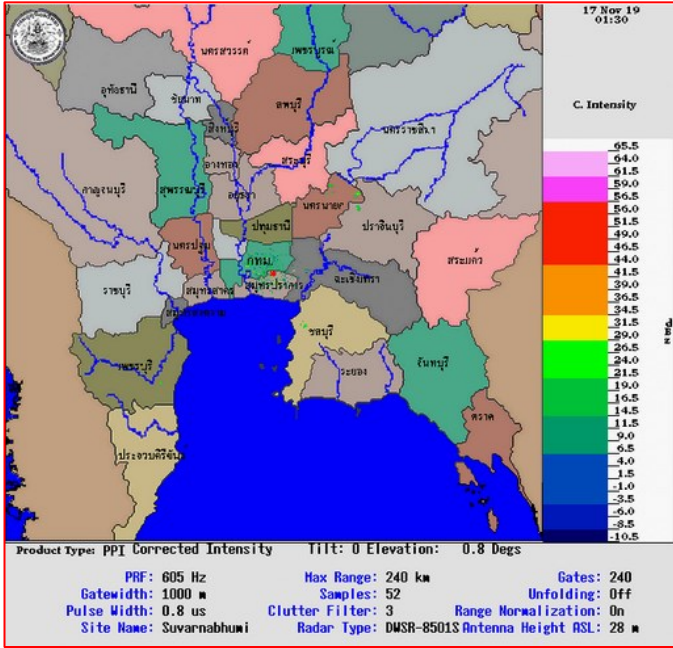 17 Nov 19
01:30
C. Intensity
นครสวรรค์
เพชรบูรณ์
อุทัยธานี
ชัยนาท
ลพบุรี
สิงหบุรี
นครราชสีมา
อ่างทอง
สระบุรี
กาญจนบุรี
สุพรรณบุรี
อยุธยา
นครนายก
ปราจีนบุรี
ปทุมธานี
นครปฐม
กทม.
สระแก้ว
ราชบุรี
สมุทรสาคร
สมุทรปราการ
ฉะเชิงเทรา
ชลบุรี
เพชรบุรี
ระยอง
จันทบุรี
ตราด
ประจวบคีรีขันธ์
65.5
64.0
61.5
59.0
56.5
56.0
51.5
49.0
46.5
44.0
41.5
39.0
36.5
34.0
31.5
29.0
26.5
24.0
21.5
19.0
16.5
14.0
11.5
9.0
6.5
4.0
1.5
-1.0
-3.5
-6.0
-8.5
-10.5
Product Type: PPI Corrected Intensity Tilt: 0 Elevation: 0.8 Degs
PRF: 605 Hz Max Range: 240 km Gates: 240
Gatewidth: 1000 m Samples: 52 Unfolding: Off
Pulse Width: 0.8 us Clutter Filter: 3 Range Normalization: On
Site Name: Suvarnabhumi Radar Type: DWSR-8501S Antenna Height ASL: 28 m